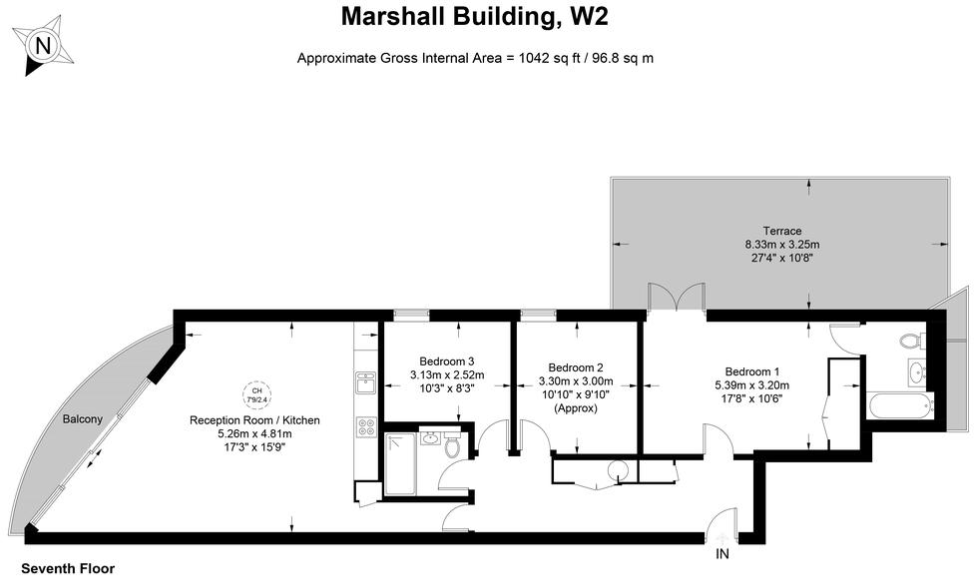 Marshall Building, W2
N
Approximate Gross Internal Area = 1042 sq ft / 96.8 sq m
Terrace
8.33m x 3.25m
27'4" x 10'8"
Bedroom 3
3.13m x 2.52m
10'3" x 8'3"
Bedroom 2
3.30m x 3.00m
10'10" x 9'10"
(Approx)
Bedroom 1
5.39m x 3.20m
17'8" x 10'6"
CH
7'9/2.4
Balcony
Reception Room / Kitchen
5.26m x 4.81m
17'3" x 15'9"
IN
Seventh Floor